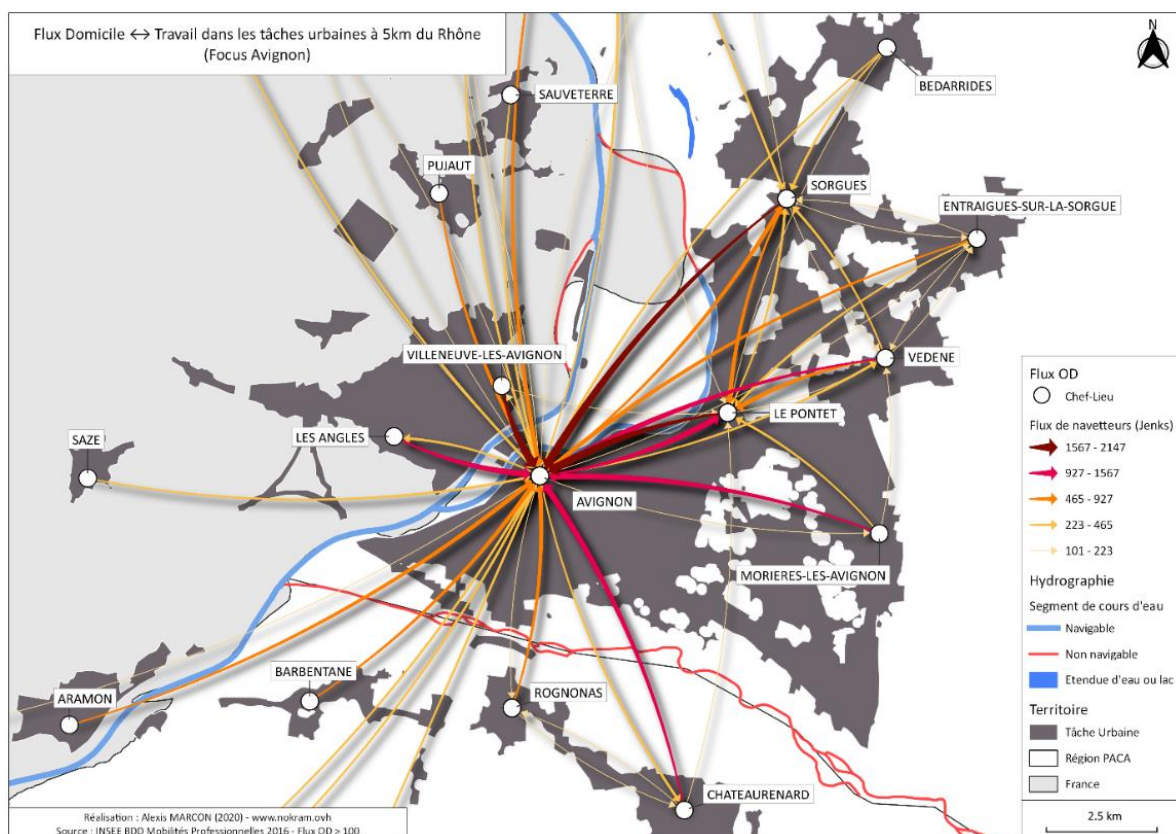 Flux Domicile ↔ Travail dans les tâches urbaines à 5km du Rhône
(Focus Avignon)
N
BEDARRIDES
SAUVETERRE
PUJAUT
SORGUES
ENTRAIGUES-SUR-LA-SORGUE
VILLENEUVE-LES-AVIGNON
VEDENE
LE PONTET
LES ANGLES
SAZE
AVIGNON
MORIERES-LES-AVIGNON
BARBENTANE
ARAMON
ROGNONAS
CHATEAURENARD
Flux OD
Chef-Lieu
Flux de navetteurs (Jenks)
1567 - 2147
927 - 1567
465 - 927
223 - 465
101 - 223
Hydrographie
Segment de cours d'eau
Navigable
Non navigable
Etendue d'eau ou lac
Territoire
Tâche Urbaine
Région PACA
France
2.5 km
Réalisation : Alexis MARCON (2020) - www.nokram.ovh
Source : INSEE BDD Mobilités Professionnelles 2016 - Flux OD > 100